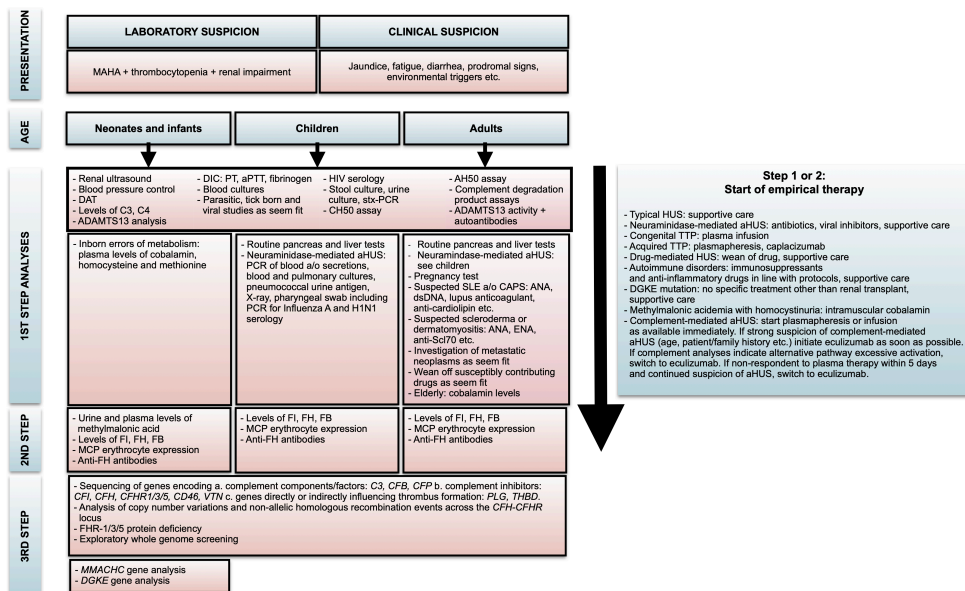 PRESENTATION
LABORATORY SUSPICION
CLINICAL SUSPICION
MAHA + thrombocytopenia + renal impairment
Jaundice, fatigue, diarrhea, prodromal signs,
environmental triggers etc.
AGE
Neonates and infants
Children
Adults
1ST STEP ANALYSES
- Renal ultrasound
- Blood pressure control
- DAT
- Levels of C3, C4
- ADAMTS13 analysis
- DIC: PT, aPTT, fibrinogen
- Blood cultures
- Parasitic, tick born and
viral studies as seem fit
- HIV serology
- Stool culture, urine
culture, stx-PCR
- CH50 assay
- AH50 assay
- Complement degradation
product assays
- ADAMTS13 activity +
autoantibodies
- Inborn errors of metabolism:
plasma levels of cobalamin,
homocysteine and methionine
- Routine pancreas and liver tests
- Neuraminidase-mediated aHUS:
PCR of blood a/o secretions,
blood and pulmonary cultures,
pneumococcal urine antigen,
X-ray, pharyngeal swab including
PCR for Influenza A and H1N1
serology
- Routine pancreas and liver tests
- Neuraminidase-mediated aHUS:
see children
- Pregnancy test
- Suspected SLE a/o CAPS: ANA,
dsDNA, lupus anticoagulant,
anti-cardiolipin etc.
- Suspected scleroderma or
dermatomyositis: ANA, ENA,
anti-Scl70 etc.
- Investigation of metastatic
neoplasms as seem fit
- Wean off susceptibly contributing
drugs as seem fit
- Elderly: cobalamin levels
2ND STEP
- Urine and plasma levels of
methylmalonic acid
- Levels of FI, FH, FB
- MCP erythrocyte expression
- Anti-FH antibodies
- Levels of FI, FH, FB
- MCP erythrocyte expression
- Anti-FH antibodies
- Levels of FI, FH, FB
- MCP erythrocyte expression
- Anti-FH antibodies
3RD STEP
- Sequencing of genes encoding a. complement components/factors: C3, CFB, CFP b. complement inhibitors:
CFI, CFH, CFHR1/3/5, CD46, VTN c. genes directly or indirectly influencing thrombus formation: PLG, THBD.
- Analysis of copy number variations and non-allelic homologous recombination events across the CFH-CFHR
locus
- FHR-1/3/5 protein deficiency
- Exploratory whole genome screening
- MMACHC gene analysis
- DGKE gene analysis
Step 1 or 2:
Start of empirical therapy
- Typical HUS: supportive care
- Neuraminidase-mediated aHUS: antibiotics, viral inhibitors, supportive care
- Congenital TTP: plasma infusion
- Acquired TTP: plasmapheresis, caplacizumab
- Drug-mediated HUS: wean of drug, supportive care
- Autoimmune disorders: immunosuppressants
and anti-inflammatory drugs in line with protocols, supportive care
- DGKE mutation: no specific treatment other than renal transplant,
supportive care
- Methylmalonic acidemia with homocystinuria: intramuscular cobalamin
- Complement-mediated aHUS: start plasmapheresis or infusion
as available immediately. If strong suspicion of complement-mediated
aHUS (age, patient/family history etc.) initiate eculizumab as soon as possible.
If complement analyses indicate alternative pathway excessive activation,
switch to eculizumab. If non-respondent to plasma therapy within 5 days
and continued suspicion of aHUS, switch to eculizumab.